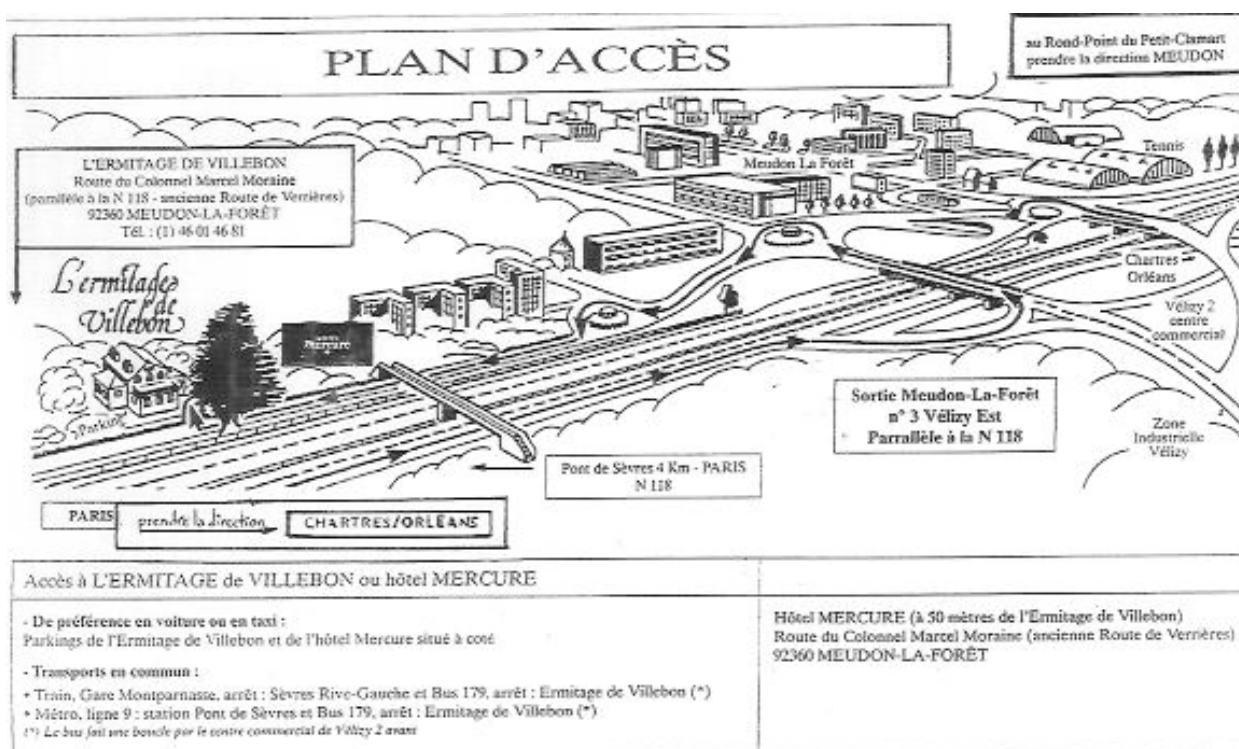 PLAN D'ACCÈS
au Rond-Point du Petit-Clamart
prendre la direction MEUDON
L'ERMITAGE DE VILLEBON
Route du Colonnel Marcel Moraine
(parallèle à la N 118 - ancienne Route de Verrières)
92360 MEUDON-LA-FORÊT
Tél. : (1) 46 01 46 81
Meudon La Forêt
Tennis
L'ermitage
de
Villebon
mercure
Parking
Chartres
Orléans
Vélizy 2
centre
commercial
Sortie Meudon-La-Forêt
n° 3 Vélizy Est
Parrallèle à la N 118
Zone
Industrielle
Vélizy
Pont de Sèvres 4 Km - PARIS
N 118
PARIS
prendre la direction
CHARTRES/ORLÉANS
Accès à L'ERMITAGE de VILLEBON ou hôtel MERCURE
- De préférence en voiture ou en taxi :
Parkings de l'Ermitage de Villebon et de l'hôtel Mercure situé à coté
- Transports en commun :
• Train, Gare Montparnasse, arrêt : Sèvres Rive-Gauche et Bus 179, arrêt : Ermitage de Villebon (*)
• Métro, ligne 9 : station Pont de Sèvres et Bus 179, arrêt : Ermitage de Villebon (*)
(*) Le bus fait une boucle par le centre commercial de Vélizy 2 avant
Hôtel MERCURE (à 50 mètres de l'Ermitage de Villebon)
Route du Colonnel Marcel Moraine (ancienne Route de Verrières)
92360 MEUDON-LA-FORÊT